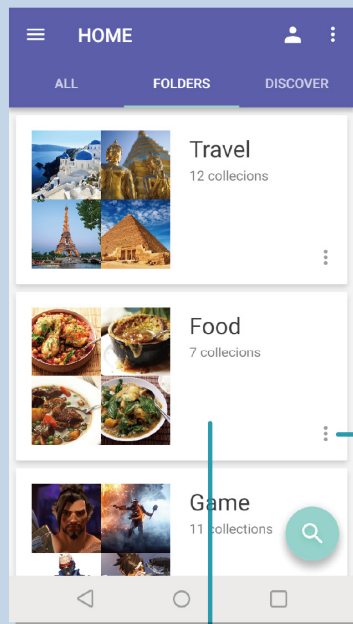 HOME
ALL FOLDERS DISCOVER
Travel
12 collecions
Food
7 collecions
Game
11 collections